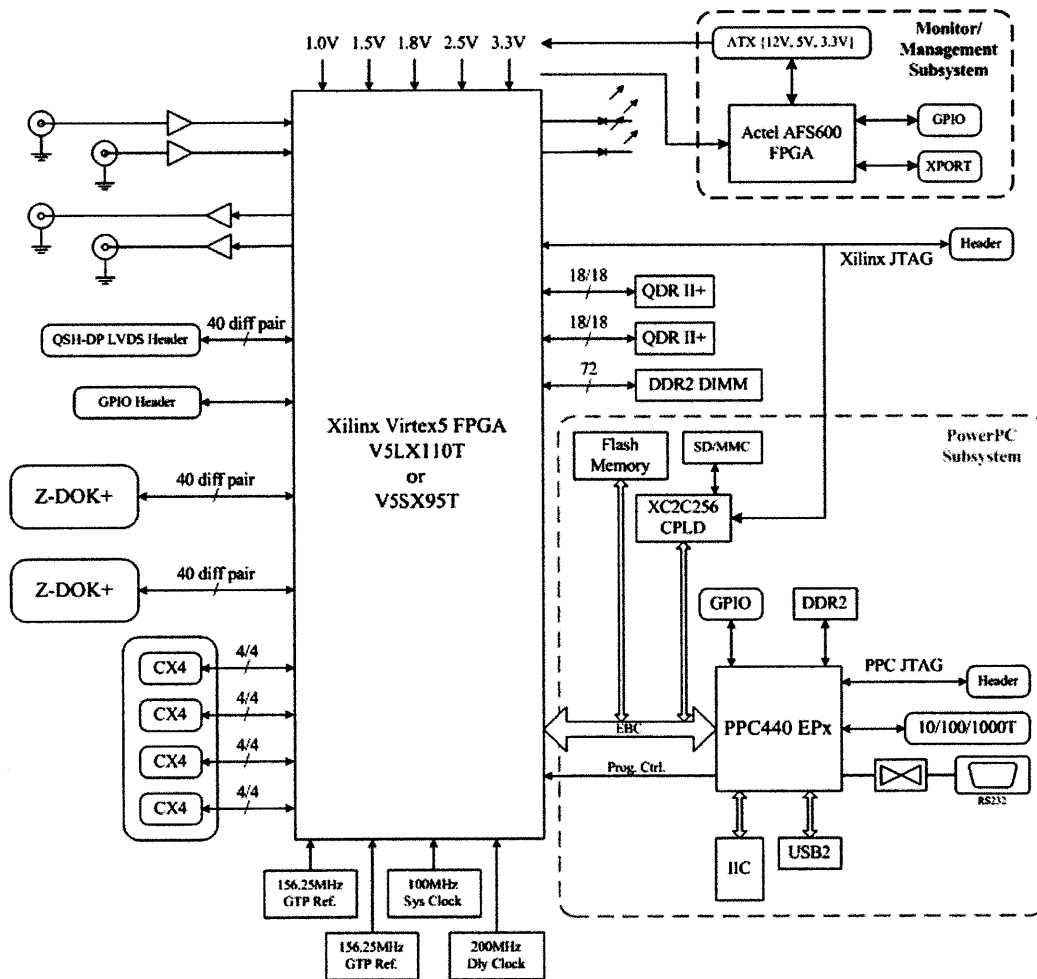 1.0V 1.5V 1.8V 2.5V 3.3V
ATX {12V, 5V, 3.3V}
Monitor/
Management
Subsystem
Actel AFS600
FPGA
GPIO
XPORT
Xilinx JTAG
Header
18/18
QDR II+
18/18
QDR II+
72
DDR2 DIMM
QSH-DP LVDS Header
40 diff pair
GPIO Header
Xilinx Virtex5 FPGA
V5LX110T
or
V5SX95T
Z-DOK+
40 diff pair
Z-DOK+
40 diff pair
CX4
4/4
CX4
4/4
CX4
4/4
CX4
4/4
PowerPC
Subsystem
Flash
Memory
SD/MMC
XC2C256
CPLD
GPIO
DDR2
PPC JTAG
Header
EBC
PPC440 EPx
10/100/1000T
Prog. Ctrl.
RS232
IIC
USB2
156.25MHz
GTP Ref.
100MHz
Sys Clock
156.25MHz
GTP Ref.
200MHz
Dly Clock